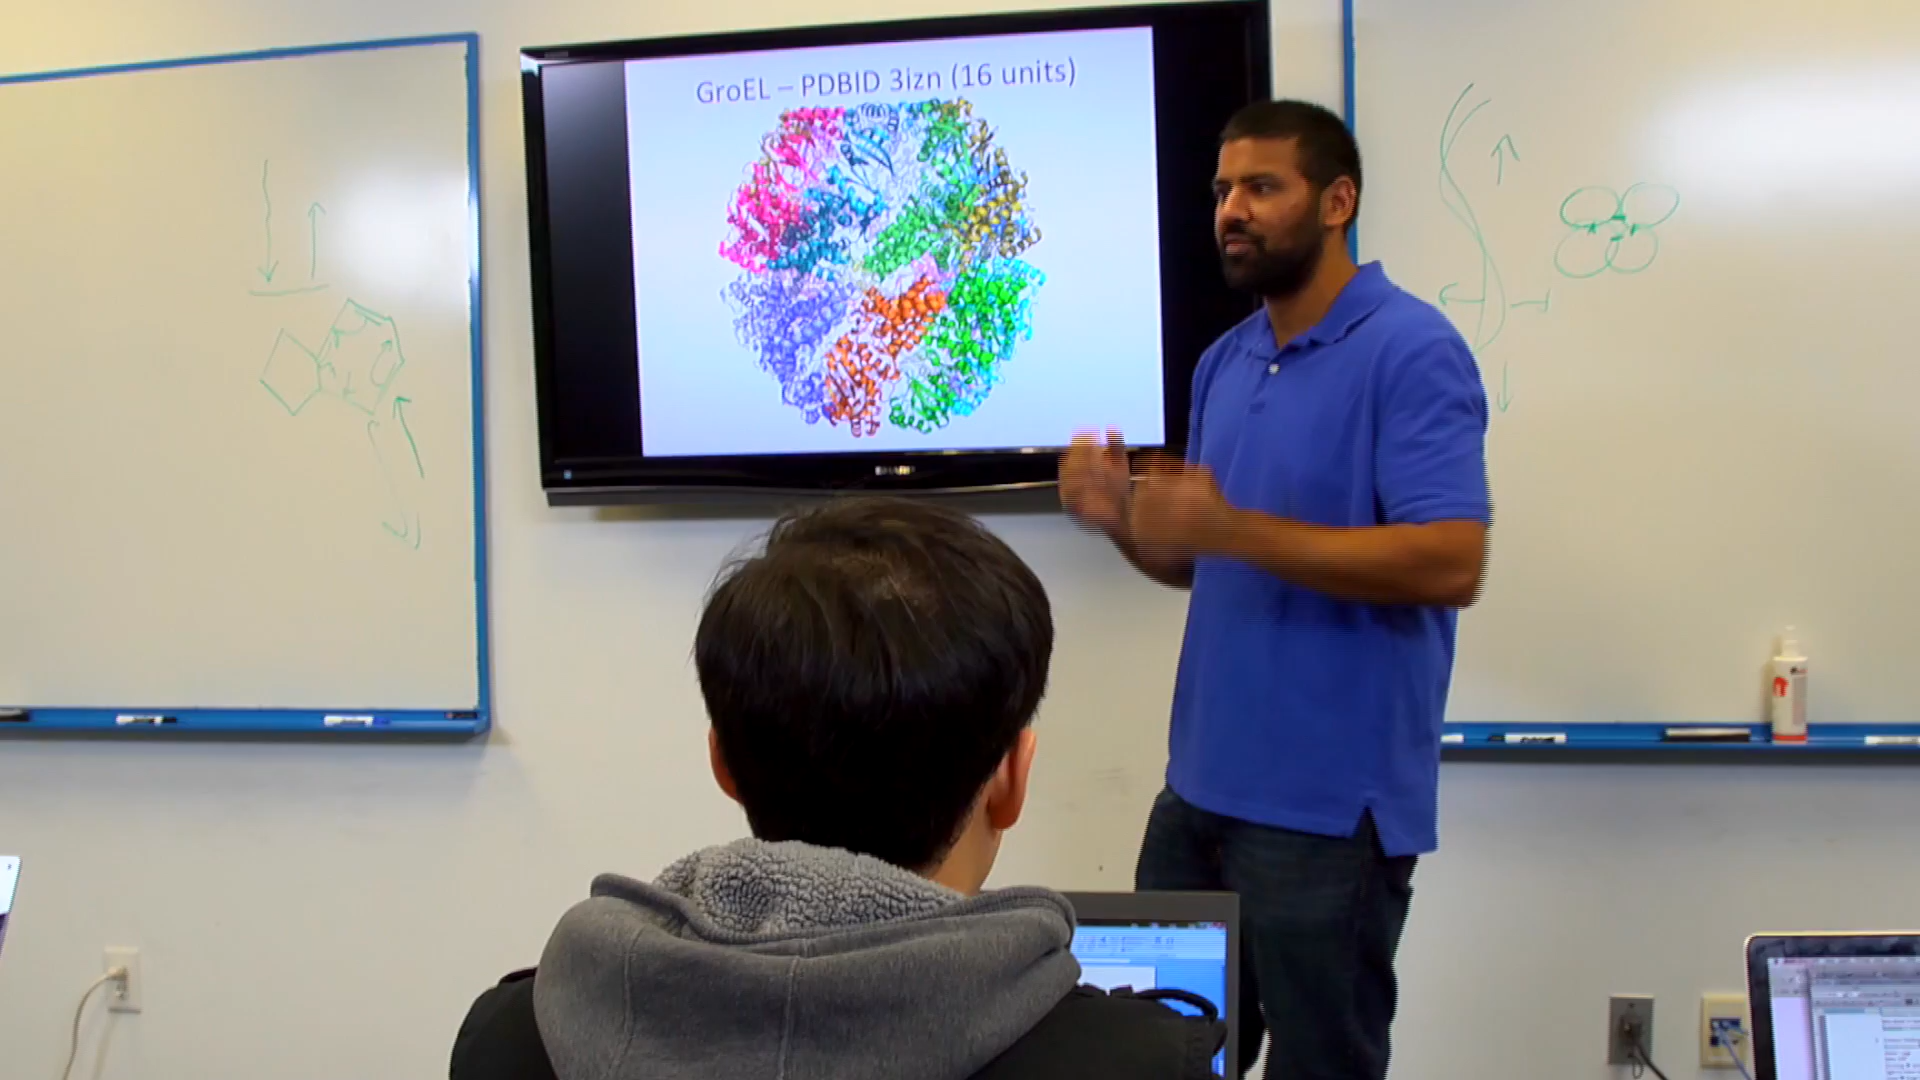 GroEL – PDBID 3izn (16 units)